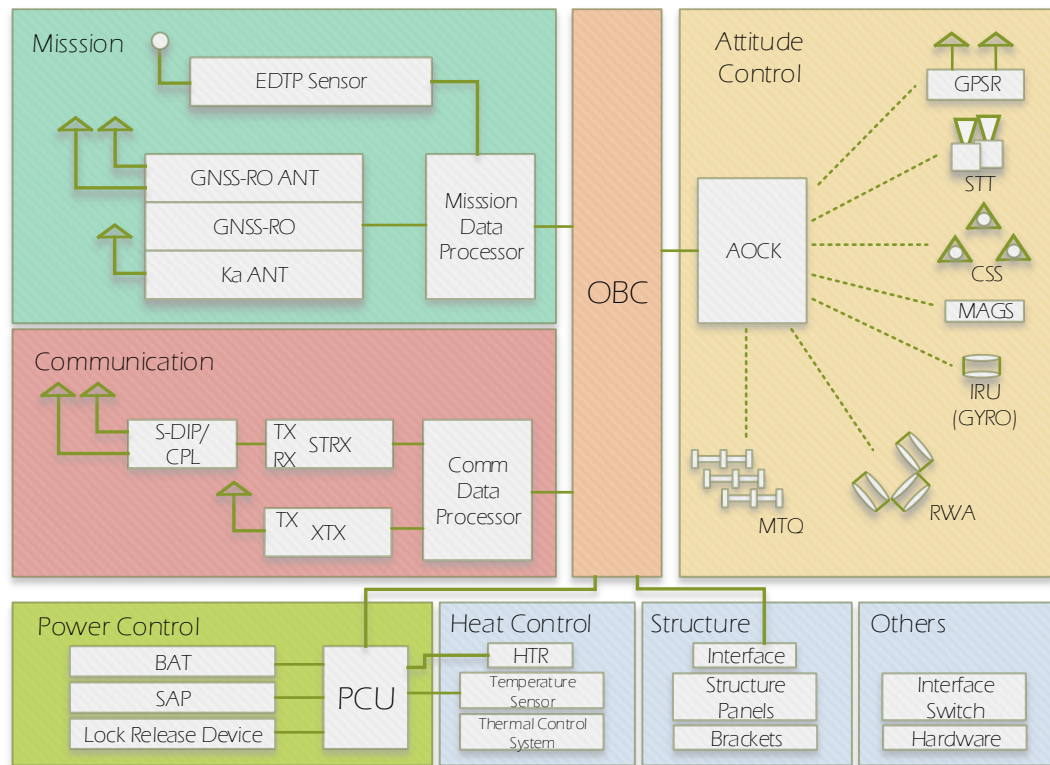 Misssion
EDTP Sensor
GNSS-RO ANT
GNSS-RO
Ka ANT
Misssion
Data
Processor
Communication
S-DIP/
CPL
TX
RX
STRX
TX
XTX
Comm
Data
Processor
OBC
Attitude
Control
AOCK
GPSR
STT
CSS
MAGS
IRU
(GYRO)
RWA
MTQ
Power Control
BAT
SAP
Lock Release Device
PCU
Heat Control
HTR
Temperature
Sensor
Thermal Control
System
Structure
Interface
Structure
Panels
Brackets
Others
Interface
Switch
Hardware